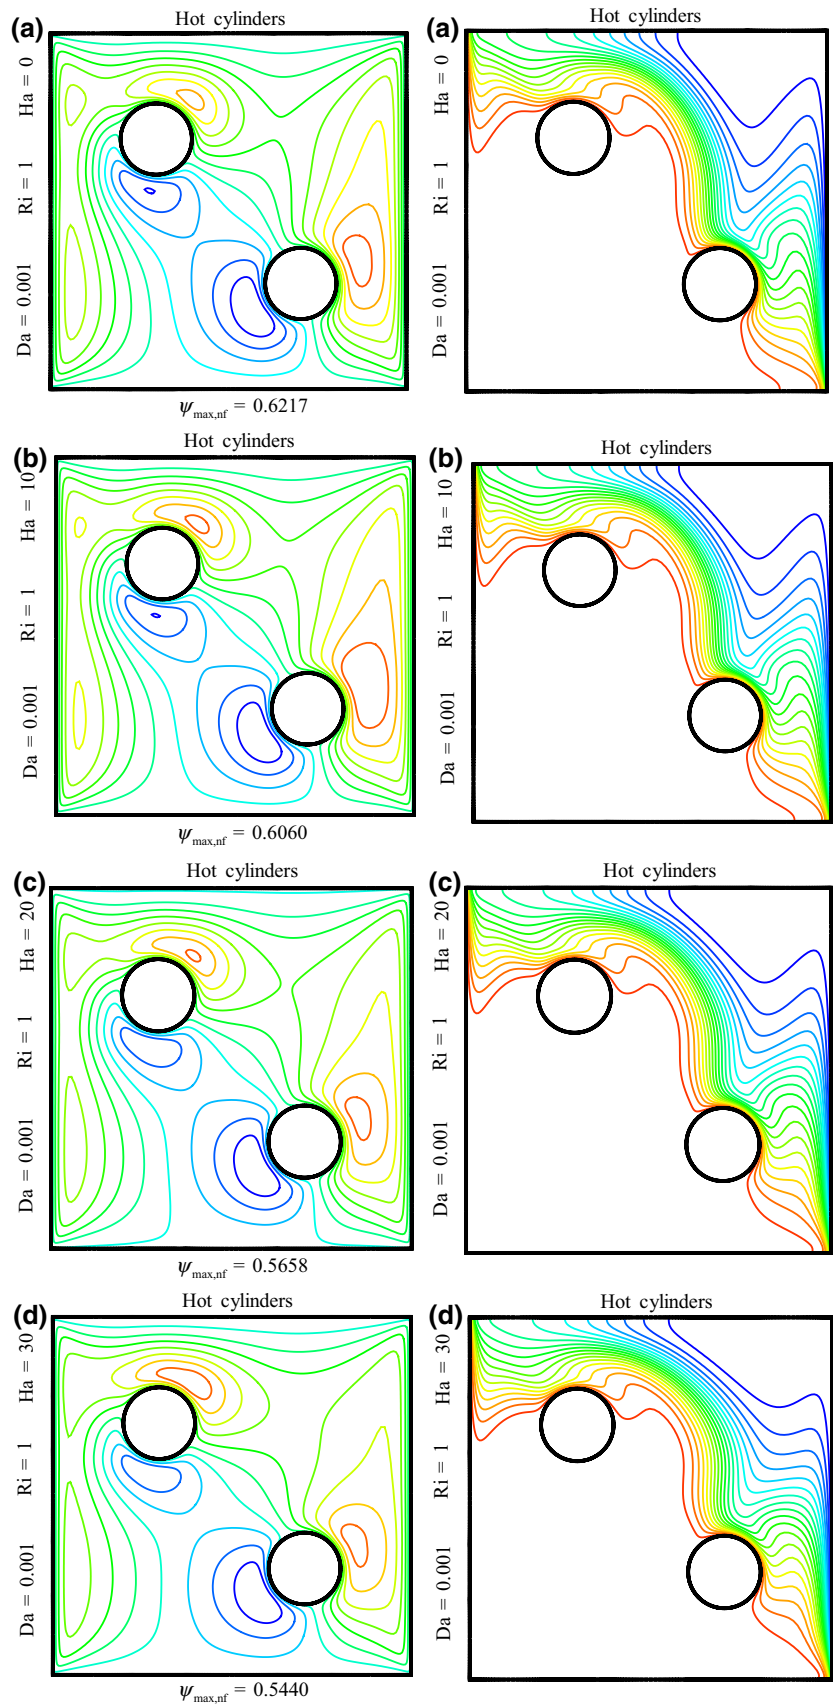 (a) Hot cylinders
Ha = 0
Ri = 1
Da = 0.001
ψmax,nf = 0.6217
(a) Hot cylinders
Ha = 0
Ri = 1
Da = 0.001
(b) Hot cylinders
Ha = 10
Ri = 1
Da = 0.001
ψmax,nf = 0.6060
(b) Hot cylinders
Ha = 10
Ri = 1
Da = 0.001
(c) Hot cylinders
Ha = 20
Ri = 1
Da = 0.001
ψmax,nf = 0.5658
(c) Hot cylinders
Ha = 20
Ri = 1
Da = 0.001
(d) Hot cylinders
Ha = 30
Ri = 1
Da = 0.001
ψmax,nf = 0.5440
(d) Hot cylinders
Ha = 30
Ri = 1
Da = 0.001